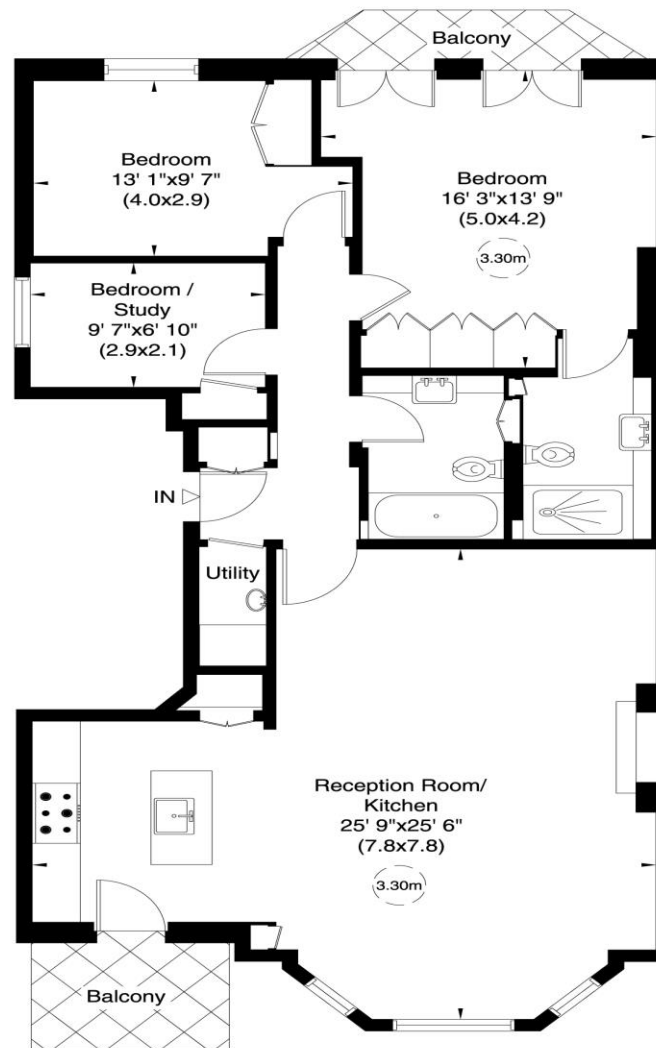 Balcony
Bedroom
13' 1"x9' 7"
(4.0x2.9)
Bedroom
16' 3"x13' 9"
(5.0x4.2)
3.30m
Bedroom /
Study
9' 7"x6' 10"
(2.9x2.1)
IN
Utility
Reception Room/
Kitchen
25' 9"x25' 6"
(7.8x7.8)
3.30m
Balcony